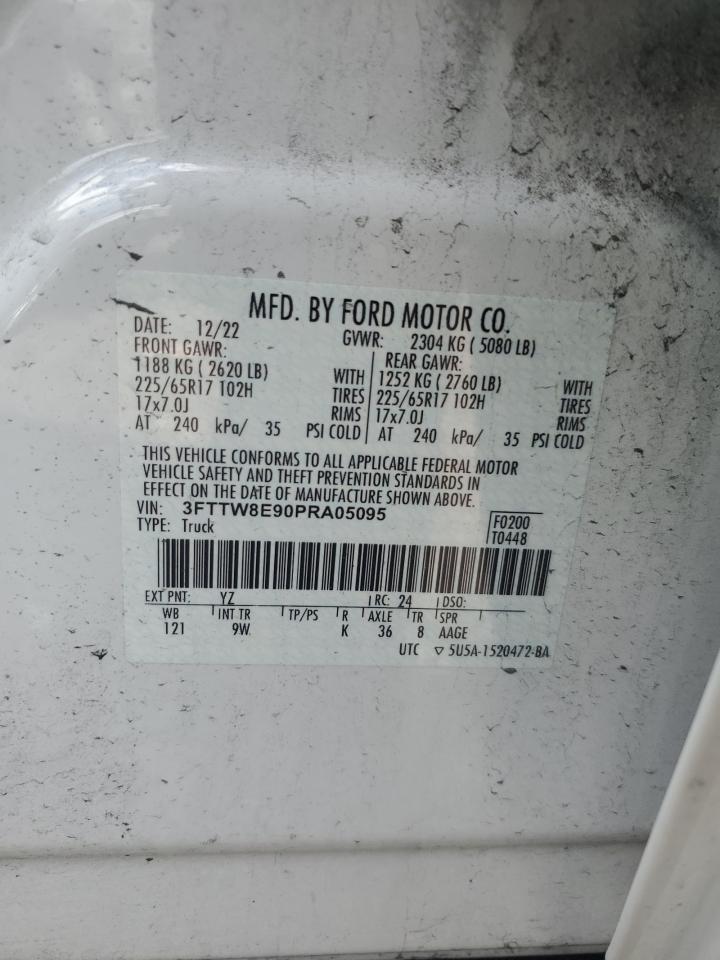 MFD. BY FORD MOTOR CO.
DATE: 12/22 GVWR: 2304 KG ( 5080 LB)
FRONT GAWR: REAR GAWR:
1188 KG ( 2620 LB) WITH 1252 KG ( 2760 LB) WITH
225/65R17 102H TIRES 225/65R17 102H TIRES
17x7.0J RIMS 17x7.0J RIMS
AT 240 kPa/ 35 PSI COLD AT 240 kPa/ 35 PSI COLD
THIS VEHICLE CONFORMS TO ALL APPLICABLE FEDERAL MOTOR
VEHICLE SAFETY AND THEFT PREVENTION STANDARDS IN
EFFECT ON THE DATE OF MANUFACTURE SHOWN ABOVE.
VIN: 3FTTW8E90PRA05095
TYPE: Truck
F0200
T0448
EXT PNT: YZ RC: 24 DSO:
WB INT TR TP/PS R AXLE TR SPR
121 9W K 36 8 AAGE
UTC ▽ 5U5A-1520472-BA